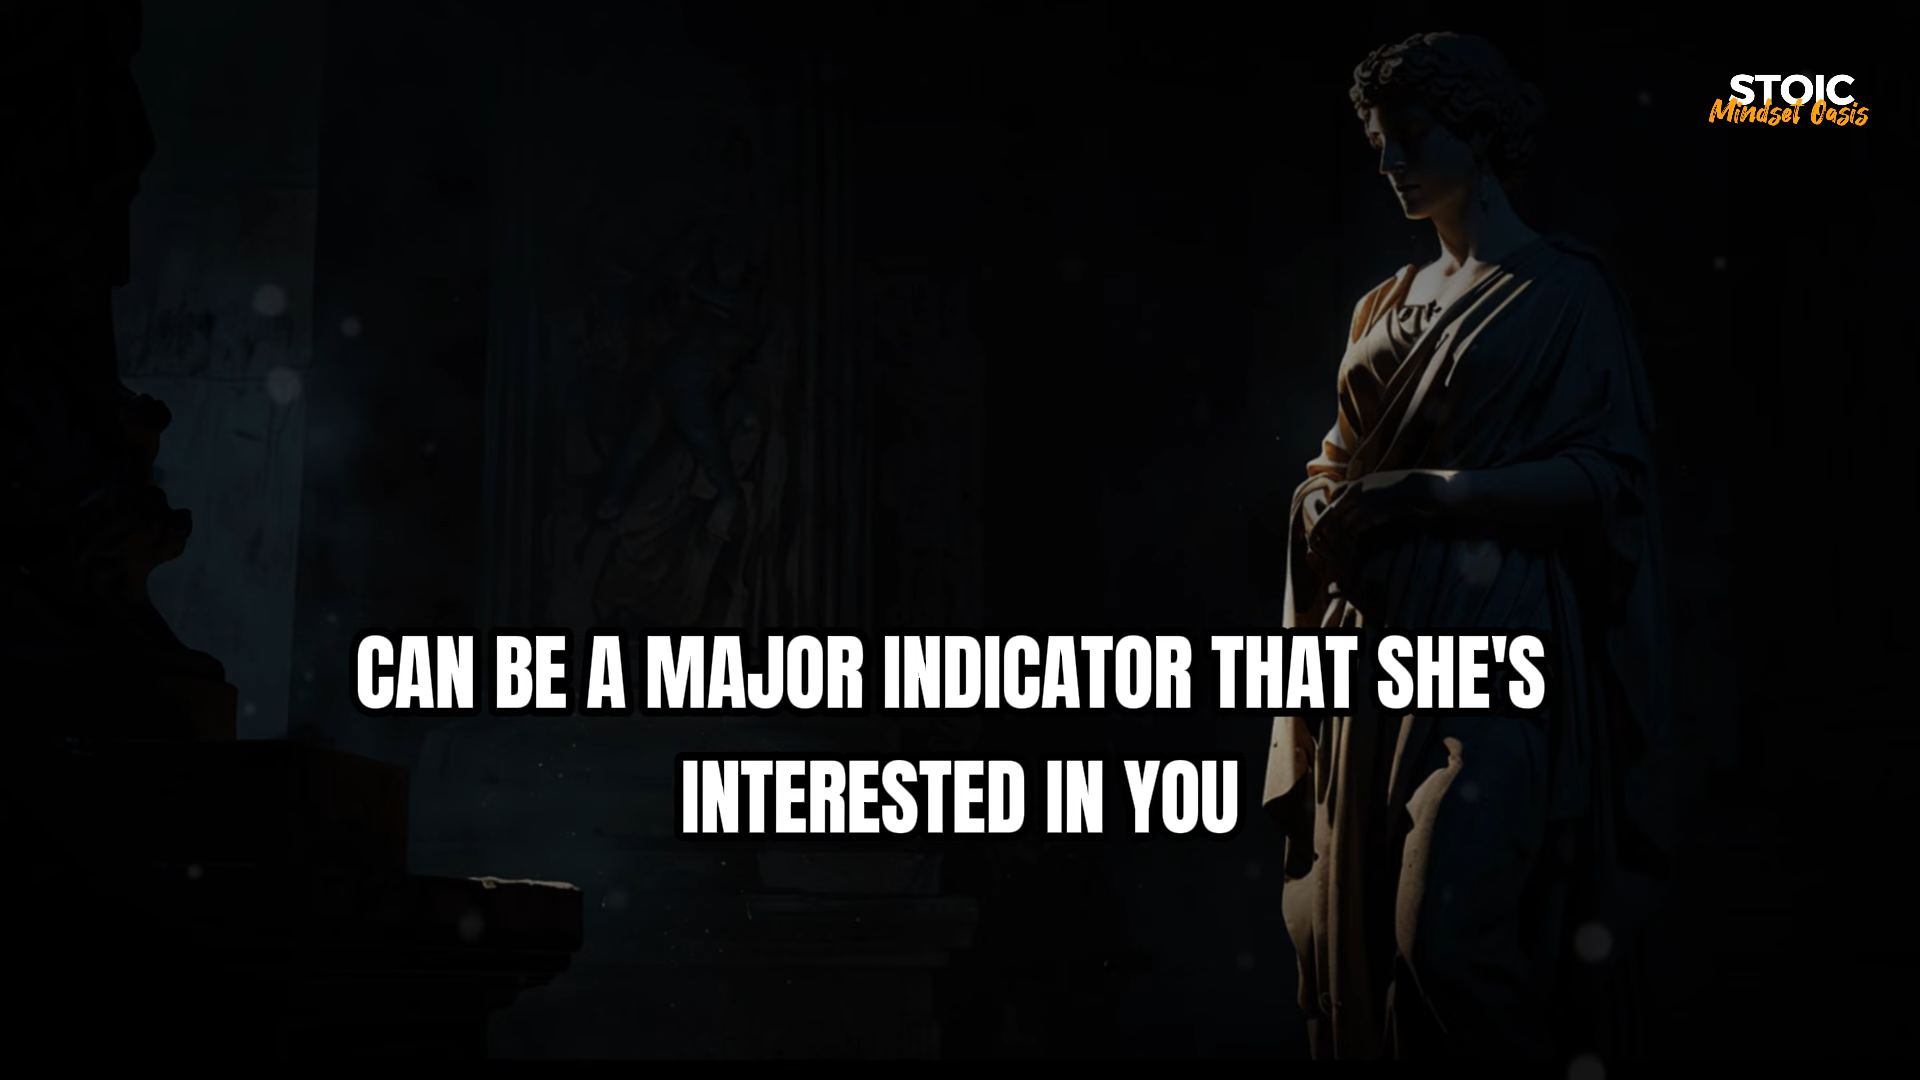 STOIC
Mindset Oasis
CAN BE A MAJOR INDICATOR THAT SHE'S
INTERESTED IN YOU